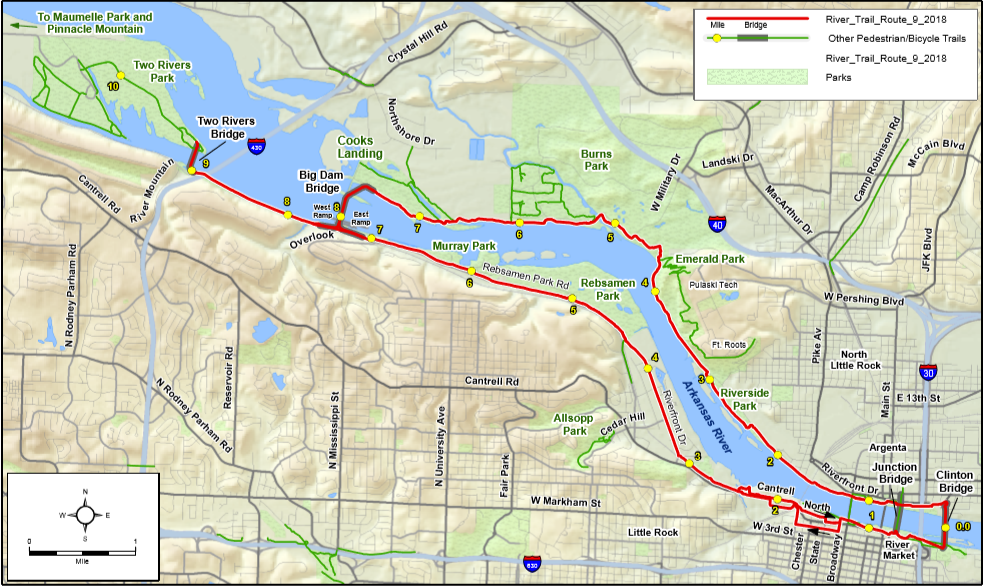 To Maumelle Park and
Pinnacle Mountain
Crystal Hill Rd
River_Trail_Route_9_2018
Mile
Bridge
Other Pedestrian/Bicycle Trails
River_Trail_Route_9_2018
Parks
Two Rivers
Park
10
Two Rivers
Bridge
430
9
River Mountain
Cantrell Rd
Northshore Dr
Cooks
Landing
Big Dam
Bridge
8
West
Ramp
East
Ramp
8
7
7
6
5
Burns
Park
W Military Dr
Landski Dr
MacArthur Dr
Camp Robinson Rd
McCain Blvd
40
JFK Blvd
Overlook
Murray Park
6
Rebsamen Park Rd
Rebsamen
Park
5
4
Emerald Park
Pulaski Tech
Ft. Roots
W Pershing Blvd
N Rodney Parham Rd
Reservoir Rd
N Rodney Parham Rd
N Mississippi St
Cantrell Rd
4
3
Riverside
Park
Arkansas River
Pike Av
North
Little Rock
Main St
30
E 13th St
Allsopp
Park
Cedar Hill
Riverfront Dr
3
2
N University Ave
Fair Park
W Markham St
Cantrell
2
North
W 3rd St
Riverfront Dr
Argenta
Junction
Bridge
Clinton
Bridge
1
0.0
Little Rock
Chester
State
Broadway
River
Market
630
N
W
E
S
0
1
Mile